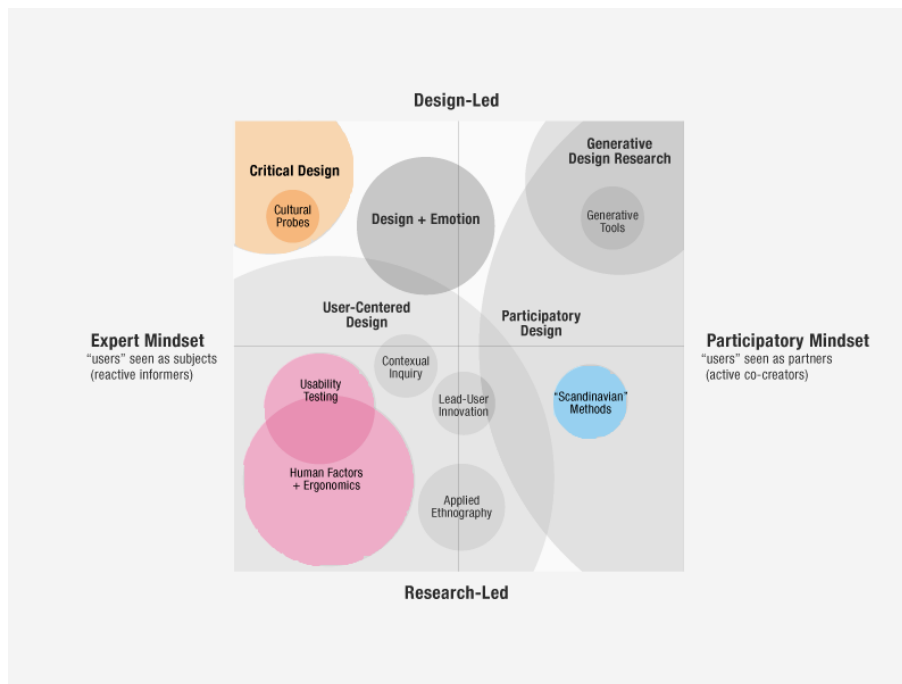 Design-Led
Generative
Design Research
Critical Design
Cultural
Probes
Design + Emotion
Generative
Tools
User-Centered
Design
Participatory
Design
Expert Mindset
“users” seen as subjects
(reactive informers)
Participatory Mindset
“users” seen as partners
(active co-creators)
Contexual
Inquiry
Usability
Testing
Lead-User
Innovation
“Scandinavian”
Methods
Human Factors
+ Ergonomics
Applied
Ethnography
Research-Led